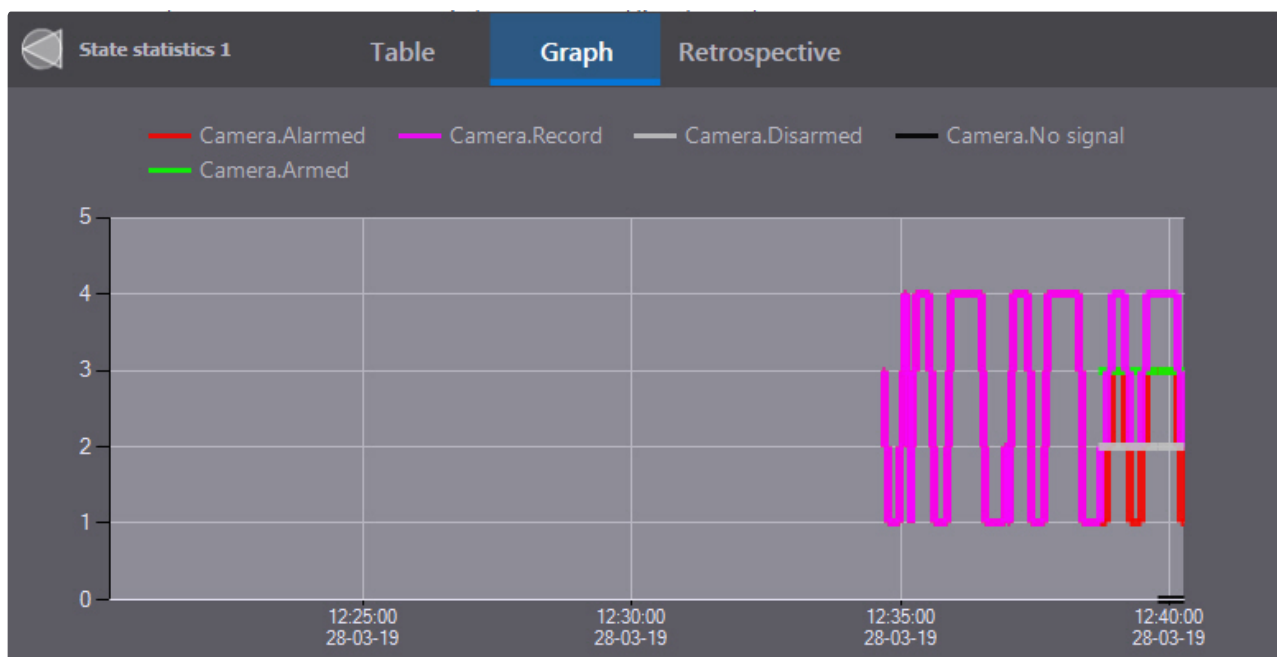 State statistics 1
Table
Graph
Retrospective
Camera.Alarmed
Camera.Record
Camera.Disarmed
Camera.No signal
Camera.Armed
5
4
3
2
1
0
12:25:00
28-03-19
12:30:00
28-03-19
12:35:00
28-03-19
12:40:00
28-03-19